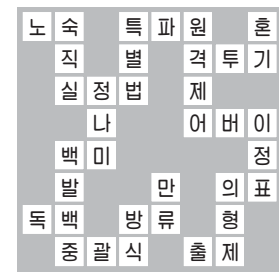 노 숙 특 파 원 혼
직 별 격 투 기
실 정 법 제
나 어 버 이
백 미 정
발 만 의 표
독 백 방 류 형
중 괄 식 출 제